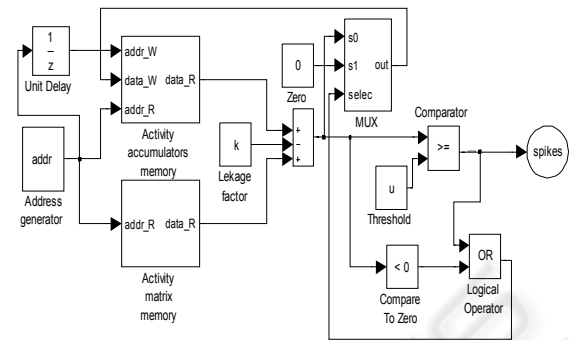 1
z
Unit Delay
addr_W
data_W
addr_R
data_R
Activity
accumulators
memory
addr
Address
generator
addr_R
data_R
Activity
matrix
memory
0
Zero
k
Lekage
factor
+
−
+
s0
s1
selec
out
MUX
Comparator
>=
u
Threshold
< 0
Compare
To Zero
OR
Logical
Operator
spikes